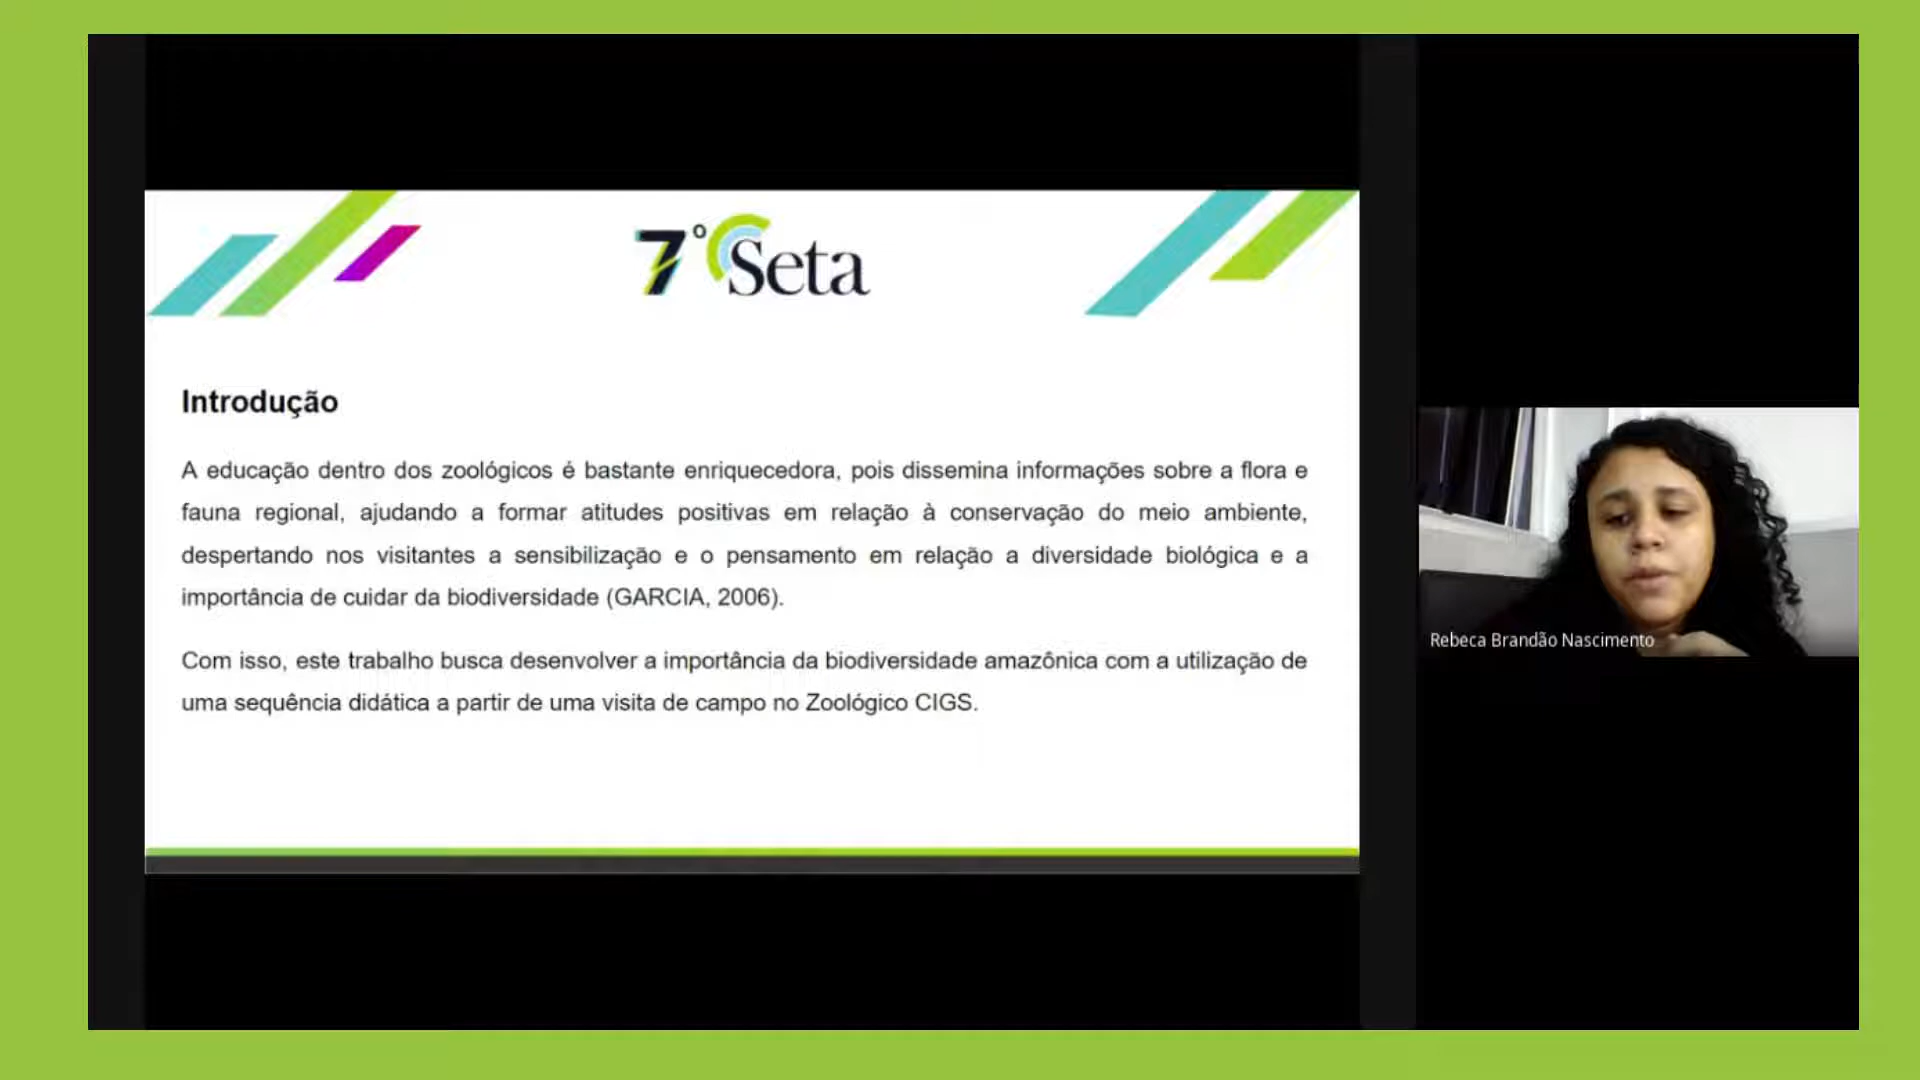 7º Seta
Introdução
A educação dentro dos zoológicos é bastante enriquecedora, pois dissemina informações sobre a flora e
fauna regional, ajudando a formar atitudes positivas em relação à conservação do meio ambiente,
despertando nos visitantes a sensibilização e o pensamento em relação a diversidade biológica e a
importância de cuidar da biodiversidade (GARCIA, 2006).
Com isso, este trabalho busca desenvolver a importância da biodiversidade amazônica com a utilização de
uma sequência didática a partir de uma visita de campo no Zoológico CIGS.
Rebeca Brandão Nascimento